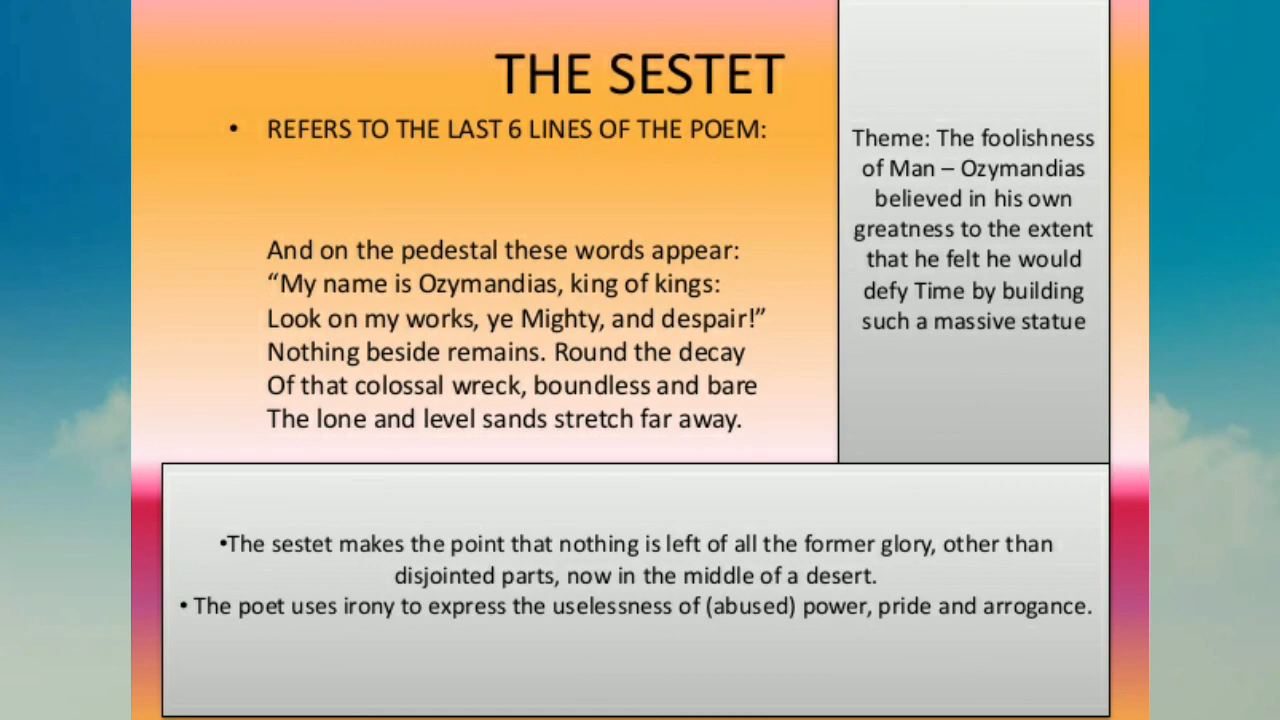 THE SESTET
• REFERS TO THE LAST 6 LINES OF THE POEM:
And on the pedestal these words appear:
“My name is Ozymandias, king of kings:
Look on my works, ye Mighty, and despair!”
Nothing beside remains. Round the decay
Of that colossal wreck, boundless and bare
The lone and level sands stretch far away.
Theme: The foolishness
of Man – Ozymandias
believed in his own
greatness to the extent
that he felt he would
defy Time by building
such a massive statue
•The sestet makes the point that nothing is left of all the former glory, other than
disjointed parts, now in the middle of a desert.
• The poet uses irony to express the uselessness of (abused) power, pride and arrogance.